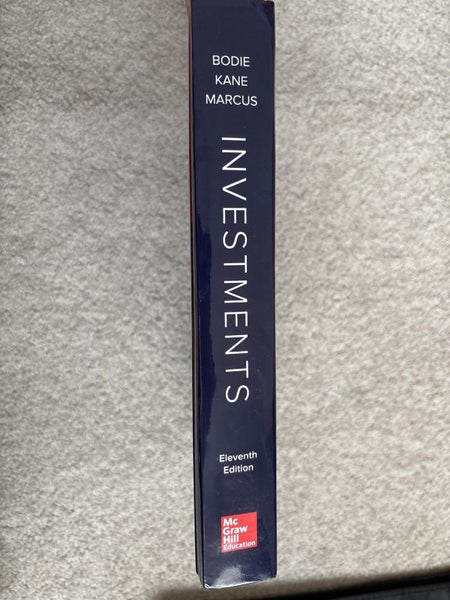 BODIE
KANE
MARCUS
INVESTMENTS
Eleventh
Edition
Mc
Graw
Hill
Education